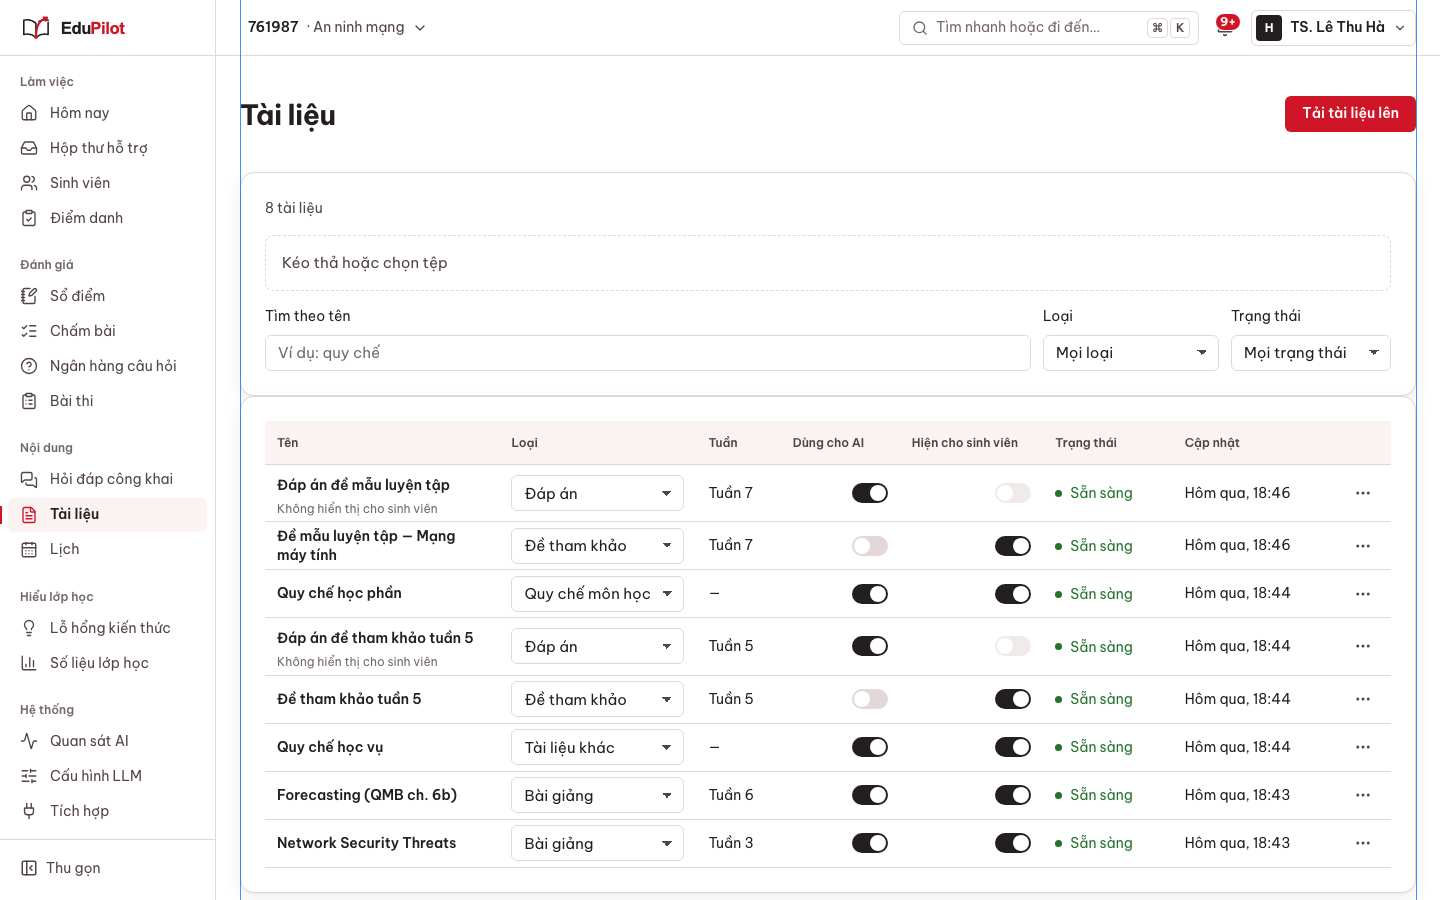 EduPilot
761987 · An ninh mạng
Tìm nhanh hoặc đi đến...
⌘ K
9+
H
TS. Lê Thu Hà
Làm việc
Hôm nay
Hộp thư hỗ trợ
Sinh viên
Điểm danh
Đánh giá
Sổ điểm
Chấm bài
Ngân hàng câu hỏi
Bài thi
Nội dung
Hỏi đáp công khai
Tài liệu
Lịch
Hiểu lớp học
Lỗ hổng kiến thức
Số liệu lớp học
Hệ thống
Quan sát AI
Cấu hình LLM
Tích hợp
Thu gọn
Tài liệu
Tải tài liệu lên
8 tài liệu
Kéo thả hoặc chọn tệp
Tìm theo tên Loại Trạng thái
Ví dụ: quy chế Mọi loại Mọi trạng thái
Tên Loại Tuần Dùng cho AI Hiện cho sinh viên Trạng thái Cập nhật
Đáp án đề mẫu luyện tập Đáp án Tuần 7 Sẵn sàng Hôm qua, 18:46
Không hiển thị cho sinh viên
Đề mẫu luyện tập — Mạng
máy tính Đề tham khảo Tuần 7 Sẵn sàng Hôm qua, 18:46
Quy chế học phần Quy chế môn học — Sẵn sàng Hôm qua, 18:44
Đáp án đề tham khảo tuần 5 Đáp án Tuần 5 Sẵn sàng Hôm qua, 18:44
Không hiển thị cho sinh viên
Đề tham khảo tuần 5 Đề tham khảo Tuần 5 Sẵn sàng Hôm qua, 18:44
Quy chế học vụ Tài liệu khác — Sẵn sàng Hôm qua, 18:44
Forecasting (QMB ch. 6b) Bài giảng Tuần 6 Sẵn sàng Hôm qua, 18:43
Network Security Threats Bài giảng Tuần 3 Sẵn sàng Hôm qua, 18:43